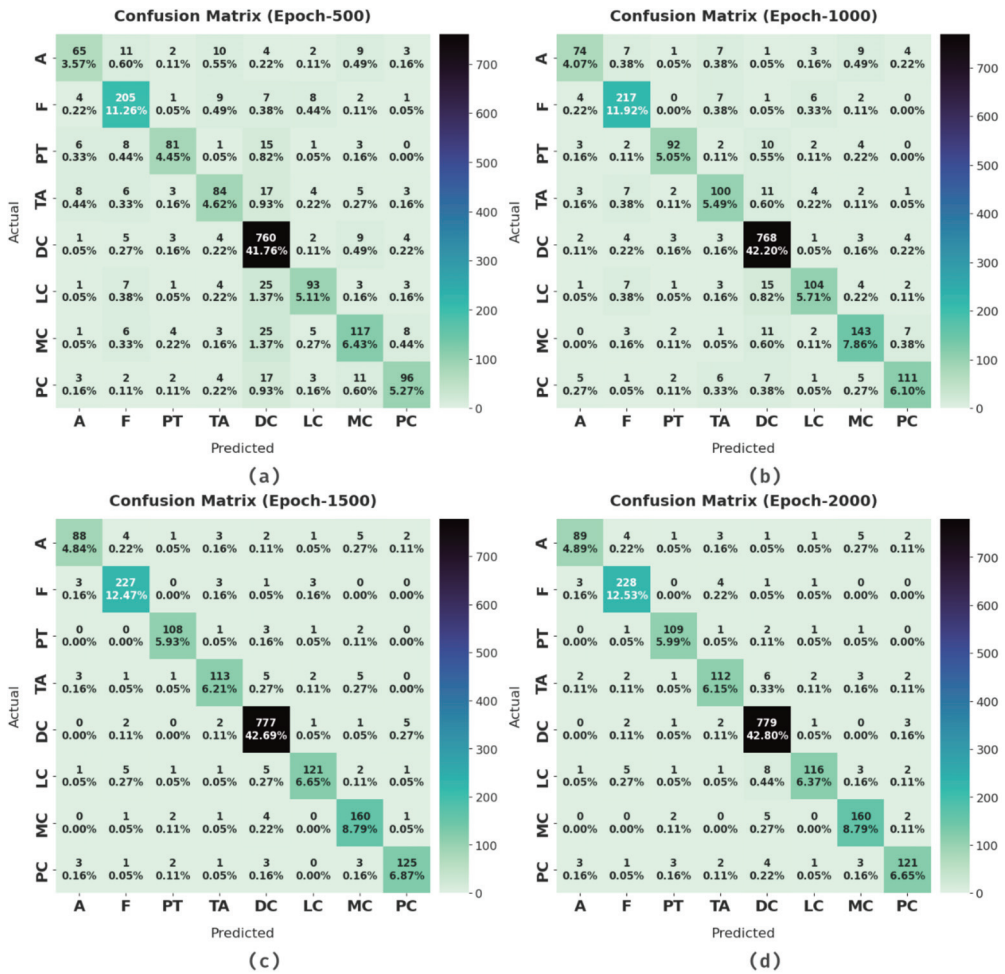 Confusion Matrix (Epoch-500)
A 65 11 2 10 4 2 9 3
3.57% 0.60% 0.11% 0.55% 0.22% 0.11% 0.49% 0.16%
F 4 205 1 9 7 8 2 1
0.22% 11.26% 0.05% 0.49% 0.38% 0.44% 0.11% 0.05%
PT 6 8 81 1 15 1 3 0
0.33% 0.44% 4.45% 0.05% 0.82% 0.05% 0.16% 0.00%
TA 8 6 3 84 17 4 5 3
0.44% 0.33% 0.16% 4.62% 0.93% 0.22% 0.27% 0.16%
DC 1 5 3 4 760 2 9 4
0.05% 0.27% 0.16% 0.22% 41.76% 0.11% 0.49% 0.22%
LC 1 7 1 4 25 93 3 3
0.05% 0.38% 0.05% 0.22% 1.37% 5.11% 0.16% 0.16%
MC 1 6 4 3 25 5 117 8
0.05% 0.33% 0.22% 0.16% 1.37% 0.27% 6.43% 0.44%
PC 3 2 2 4 17 3 11 96
0.16% 0.11% 0.11% 0.22% 0.93% 0.16% 0.60% 5.27%
A F PT TA DC LC MC PC
Actual
Predicted
700
600
500
400
300
200
100
0
(a)
Confusion Matrix (Epoch-1000)
A 74 7 1 7 1 3 9 4
4.07% 0.38% 0.05% 0.38% 0.05% 0.16% 0.49% 0.22%
F 4 217 0 7 1 6 2 0
0.22% 11.92% 0.00% 0.38% 0.05% 0.33% 0.11% 0.00%
PT 3 2 92 2 10 2 4 0
0.16% 0.11% 5.05% 0.11% 0.55% 0.11% 0.22% 0.00%
TA 3 7 2 100 11 4 2 1
0.16% 0.38% 0.11% 5.49% 0.60% 0.22% 0.11% 0.05%
DC 2 4 3 3 768 1 3 4
0.11% 0.22% 0.16% 0.16% 42.20% 0.05% 0.16% 0.22%
LC 1 7 1 3 15 104 4 2
0.05% 0.38% 0.05% 0.16% 0.82% 5.71% 0.22% 0.11%
MC 0 3 2 1 11 2 143 7
0.00% 0.16% 0.11% 0.05% 0.60% 0.11% 7.86% 0.38%
PC 5 1 2 6 7 1 5 111
0.27% 0.05% 0.11% 0.33% 0.38% 0.05% 0.27% 6.10%
A F PT TA DC LC MC PC
Actual
Predicted
700
600
500
400
300
200
100
0
(b)
Confusion Matrix (Epoch-1500)
A 88 4 1 3 2 1 5 2
4.84% 0.22% 0.05% 0.16% 0.11% 0.05% 0.27% 0.11%
F 3 227 0 3 1 3 0 0
0.16% 12.47% 0.00% 0.16% 0.05% 0.16% 0.00% 0.00%
PT 0 0 108 1 3 1 2 0
0.00% 0.00% 5.93% 0.05% 0.16% 0.05% 0.11% 0.00%
TA 3 1 1 113 5 2 5 0
0.16% 0.05% 0.05% 6.21% 0.27% 0.11% 0.27% 0.00%
DC 0 2 0 2 777 1 1 5
0.00% 0.11% 0.00% 0.11% 42.69% 0.05% 0.05% 0.27%
LC 1 5 1 1 5 121 2 1
0.05% 0.27% 0.05% 0.05% 0.27% 6.65% 0.11% 0.05%
MC 0 1 2 1 4 0 160 1
0.00% 0.05% 0.11% 0.05% 0.22% 0.00% 8.79% 0.05%
PC 3 1 2 1 3 0 3 125
0.16% 0.05% 0.11% 0.05% 0.16% 0.00% 0.16% 6.87%
A F PT TA DC LC MC PC
Actual
Predicted
700
600
500
400
300
200
100
0
(c)
Confusion Matrix (Epoch-2000)
A 89 4 1 3 1 1 5 2
4.89% 0.22% 0.05% 0.16% 0.05% 0.05% 0.27% 0.11%
F 3 228 0 4 1 1 0 0
0.16% 12.53% 0.00% 0.22% 0.05% 0.05% 0.00% 0.00%
PT 0 1 109 1 2 1 1 0
0.00% 0.05% 5.99% 0.05% 0.11% 0.05% 0.05% 0.00%
TA 2 2 1 112 6 2 3 2
0.11% 0.11% 0.05% 6.15% 0.33% 0.11% 0.16% 0.11%
DC 0 2 1 2 779 1 0 3
0.00% 0.11% 0.05% 0.11% 42.80% 0.05% 0.00% 0.16%
LC 1 5 1 1 8 116 3 2
0.05% 0.27% 0.05% 0.05% 0.44% 6.37% 0.16% 0.11%
MC 0 0 2 0 5 0 160 2
0.00% 0.00% 0.11% 0.00% 0.27% 0.00% 8.79% 0.11%
PC 3 1 3 2 4 1 3 121
0.16% 0.05% 0.16% 0.11% 0.22% 0.05% 0.16% 6.65%
A F PT TA DC LC MC PC
Actual
Predicted
700
600
500
400
300
200
100
0
(d)